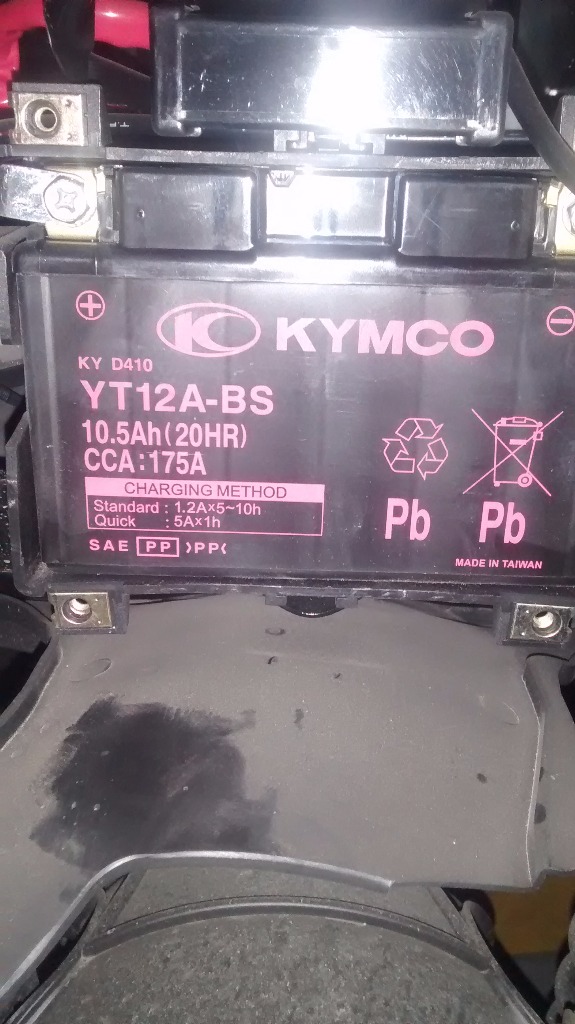 KYMCO
KY D410
YT12A-BS
10.5Ah(20HR)
CCA:175A
CHARGING METHOD
Standard : 1.2A×5~10h
Quick : 5A×1h
SAE PP >PP<
Pb Pb
MADE IN TAIWAN